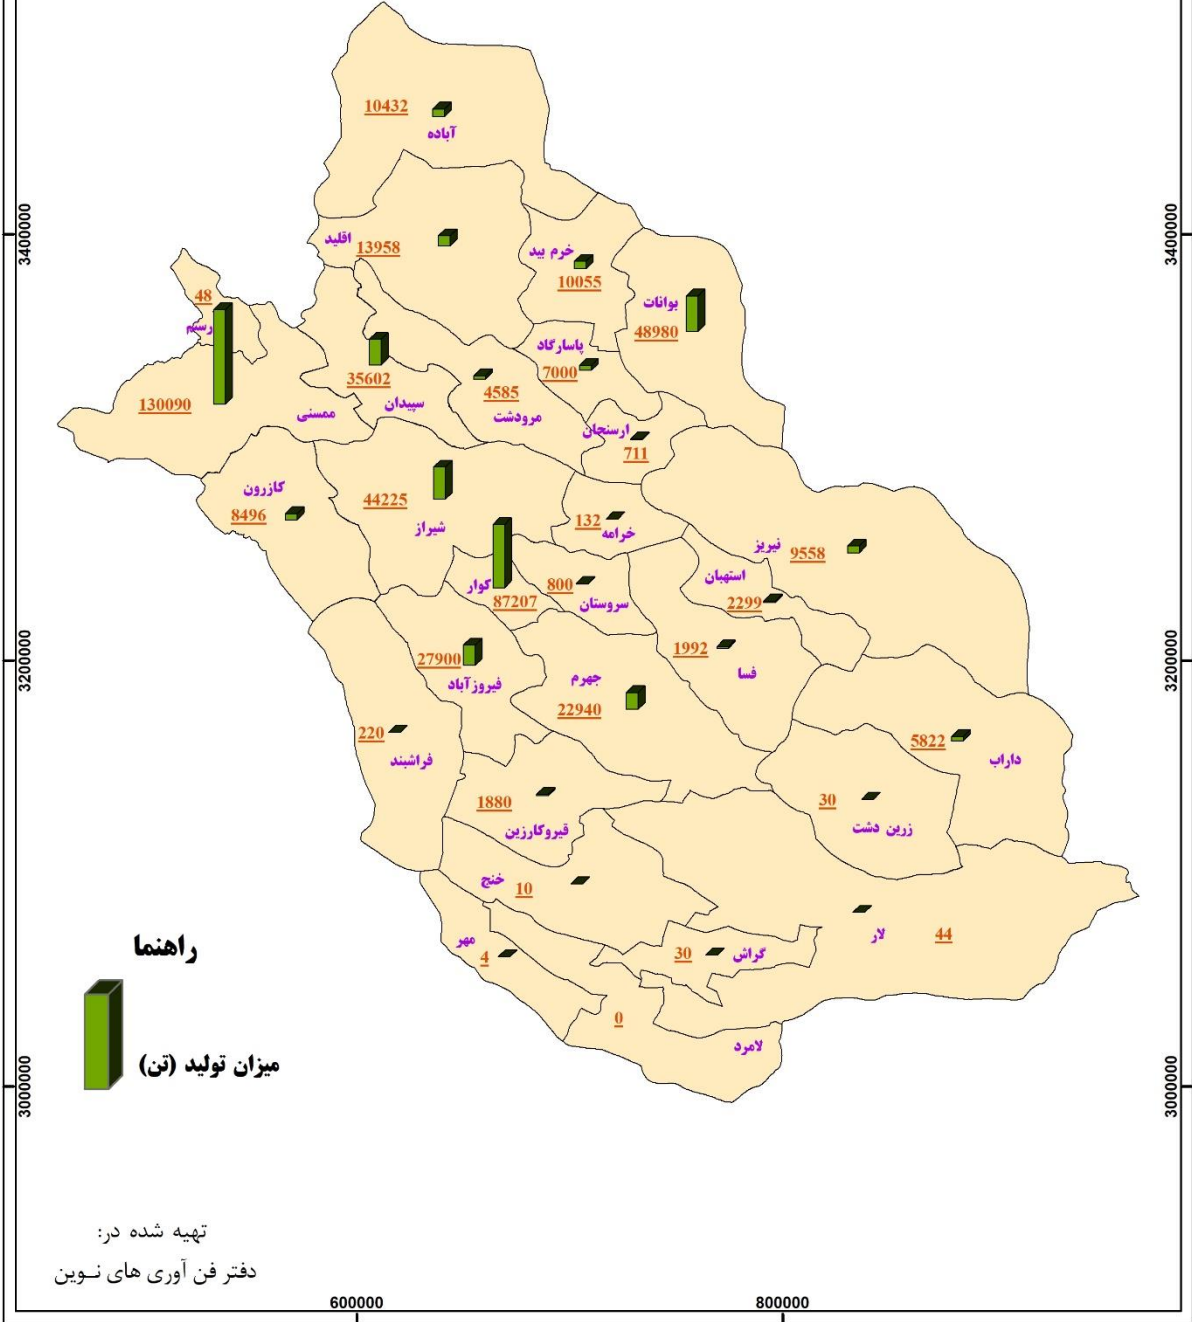 10432
آباده
3400000
3400000
اقلید
13958
خرم بید
10055
بوانات
48980
48
رستم
130090
ممسنی
35602
سپیدان
4585
مرودشت
پاسارگاد
7000
ارسنجان
711
کازرون
8496
44225
شیراز
132
خرامه
نیریز
9558
استهبان
2299
کوار
87207
800
سروستان
3200000
3200000
27900
فیروزآباد
جهرم
22940
1992
فسا
220
فراشبند
5822
داراب
1880
قیروکارزین
30
زرین دشت
خنج
10
لار
44
مهر
4
30
گراش
0
لامرد
راهنما
میزان تولید (تن)
3000000
3000000
تهیه شده در:
دفتر فن آوری های نـوین
600000
800000